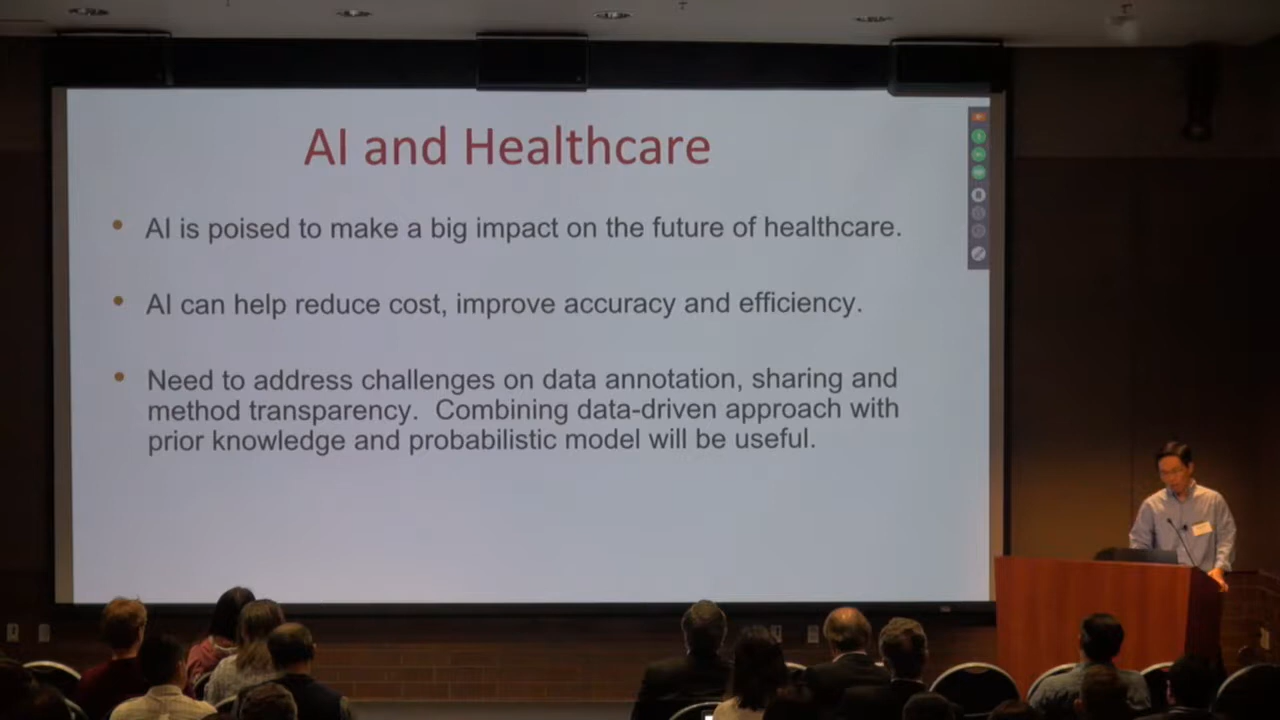 AI and Healthcare
• AI is poised to make a big impact on the future of healthcare.
• AI can help reduce cost, improve accuracy and efficiency.
• Need to address challenges on data annotation, sharing and
method transparency. Combining data-driven approach with
prior knowledge and probabilistic model will be useful.